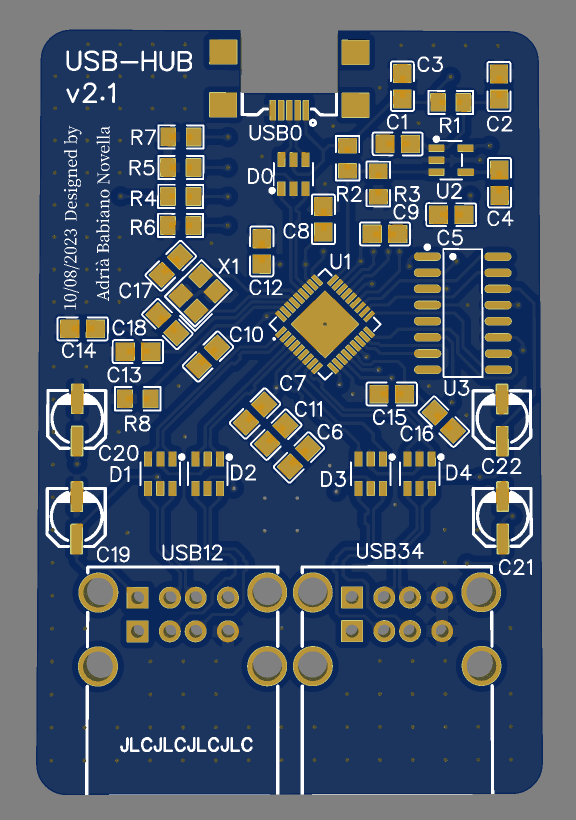 USB-HUB
v2.1
10/08/2023 Designed by
Adrià Babiano Novella
C3
C1
R1
C2
USB0
R7
R5
R4
R6
D0
R2
R3
U2
C9
C4
C5
C8
U1
X1
C12
C17
C18
C14
C13
C10
R8
C7
C11
C6
C15
C16
U3
C20
C22
D1
D2
D3
D4
C19
C21
USB12
USB34
JLCJLCJLCJLC